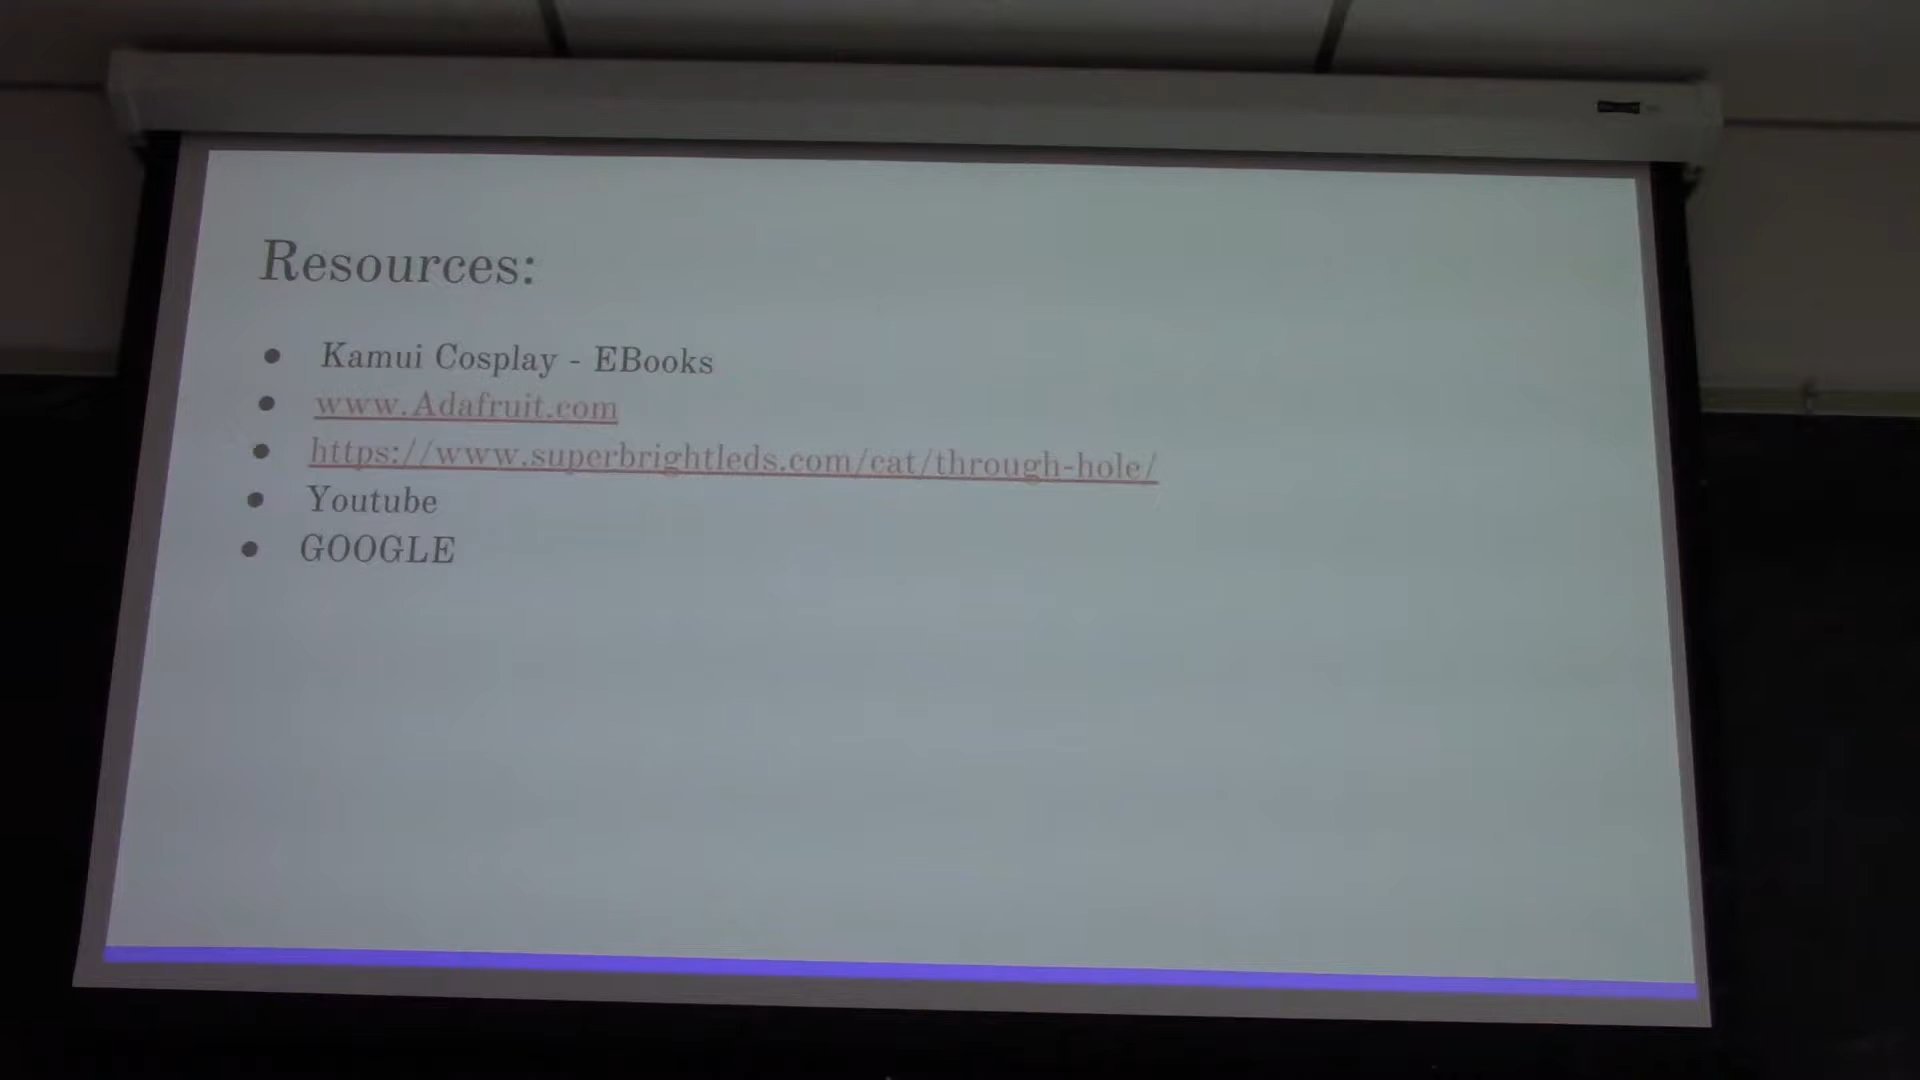 Resources:
● Kamui Cosplay - EBooks
● www.Adafruit.com
● https://www.superbrightleds.com/cat/through-hole/
● Youtube
● GOOGLE